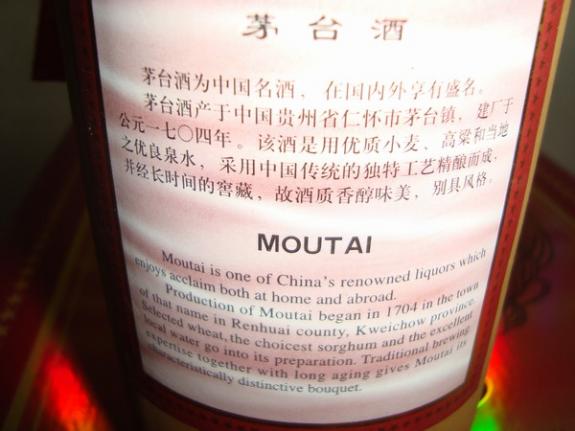 茅台酒
茅台酒为中国名酒，在国内外享有盛名。
茅台酒产于中国贵州省仁怀市茅台镇，建厂于
公元一七〇四年。该酒是用优质小麦、高粱和当地
之优良泉水，采用中国传统的独特工艺精酿而成，
并经长时间的窖藏，故酒质香醇味美，别具风格。
MOUTAI
Moutai is one of China's renowned liquors which
enjoys acclaim both at home and abroad.
Production of Moutai began in 1704 in the town
of that name in Renhuai county, Kweichow province.
Selected wheat, the choicest sorghum and the excellent
local water go into its preparation. Traditional brewing
expertise together with long aging gives Moutai its
characteristically distinctive bouquet.